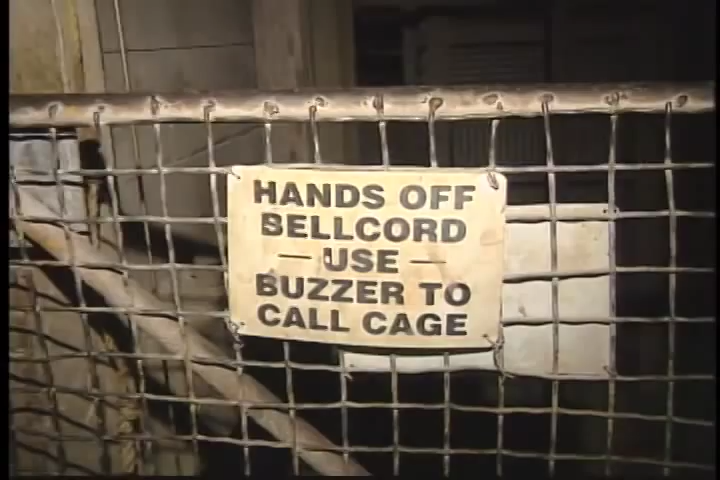 HANDS OFF
BELLCORD
— USE —
BUZZER TO
CALL CAGE